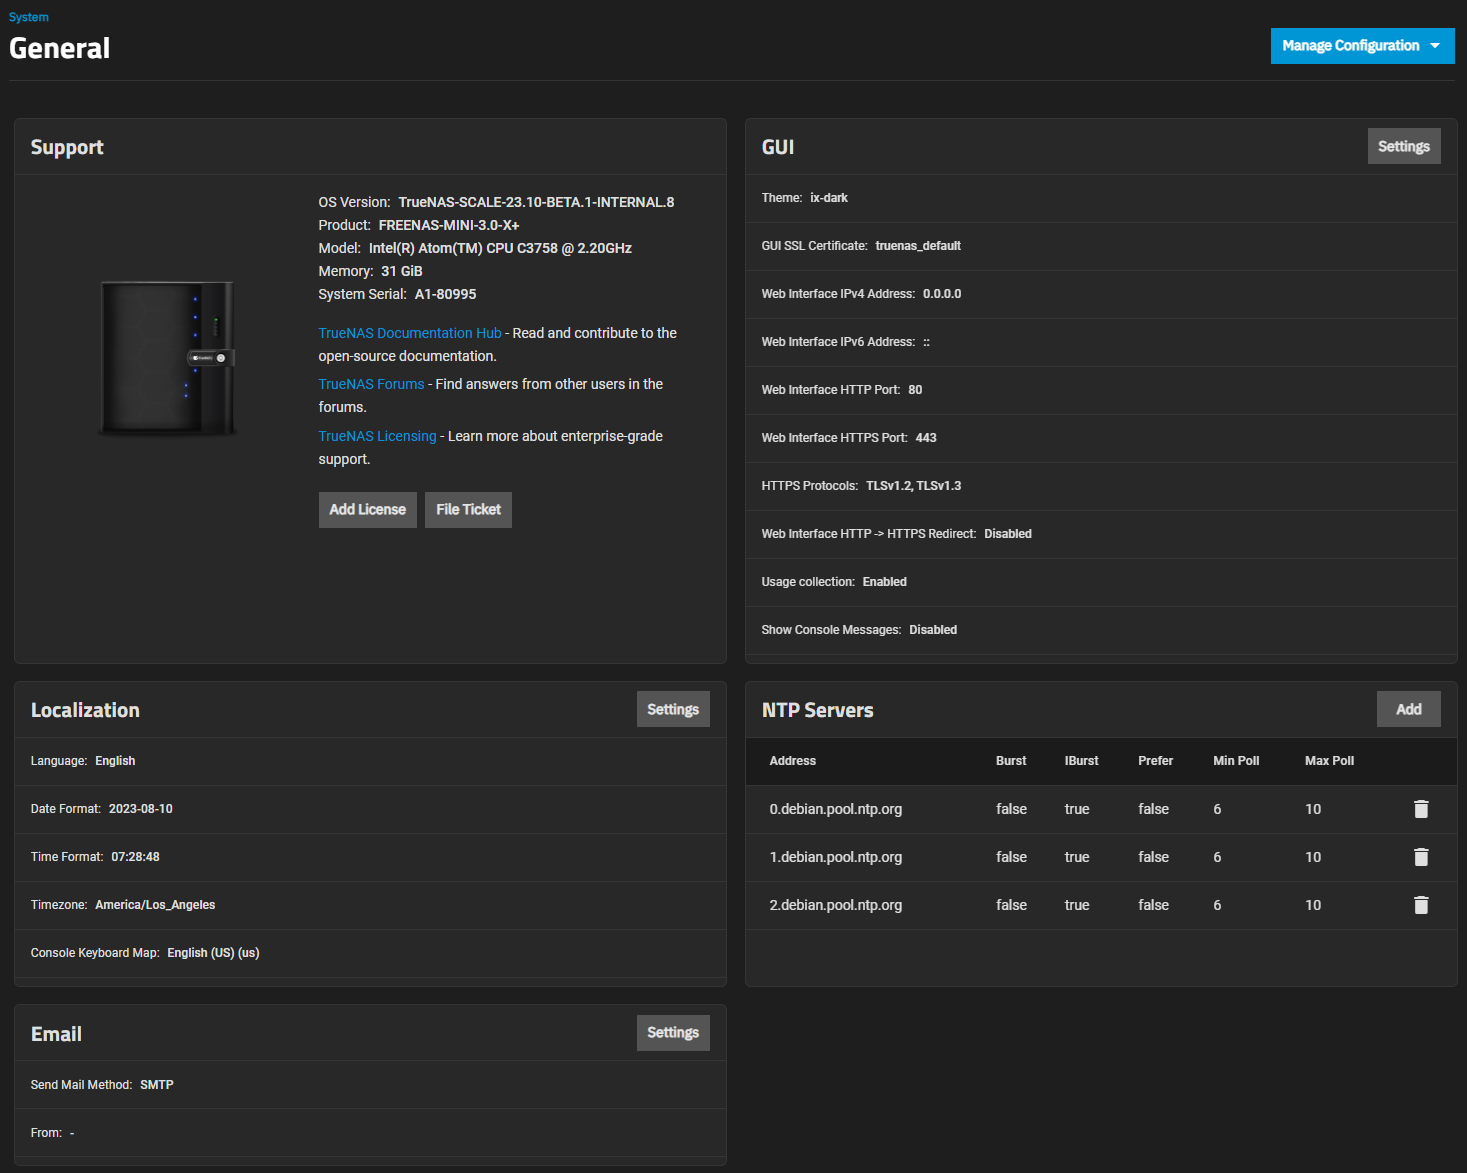 System
General
Manage Configuration
Support
OS Version: TrueNAS-SCALE-23.10-BETA.1-INTERNAL.8
Product: FREENAS-MINI-3.0-X+
Model: Intel(R) Atom(TM) CPU C3758 @ 2.20GHz
Memory: 31 GiB
System Serial: A1-80995
TrueNAS Documentation Hub - Read and contribute to the
open-source documentation.
TrueNAS Forums - Find answers from other users in the
forums.
TrueNAS Licensing - Learn more about enterprise-grade
support.
Add License File Ticket
GUI Settings
Theme: ix-dark
GUI SSL Certificate: truenas_default
Web Interface IPv4 Address: 0.0.0.0
Web Interface IPv6 Address: ::
Web Interface HTTP Port: 80
Web Interface HTTPS Port: 443
HTTPS Protocols: TLSv1.2, TLSv1.3
Web Interface HTTP -> HTTPS Redirect: Disabled
Usage collection: Enabled
Show Console Messages: Disabled
Localization Settings
Language: English
Date Format: 2023-08-10
Time Format: 07:28:48
Timezone: America/Los_Angeles
Console Keyboard Map: English (US) (us)
NTP Servers Add
Address Burst IBurst Prefer Min Poll Max Poll
0.debian.pool.ntp.org false true false 6 10
1.debian.pool.ntp.org false true false 6 10
2.debian.pool.ntp.org false true false 6 10
Email Settings
Send Mail Method: SMTP
From: -